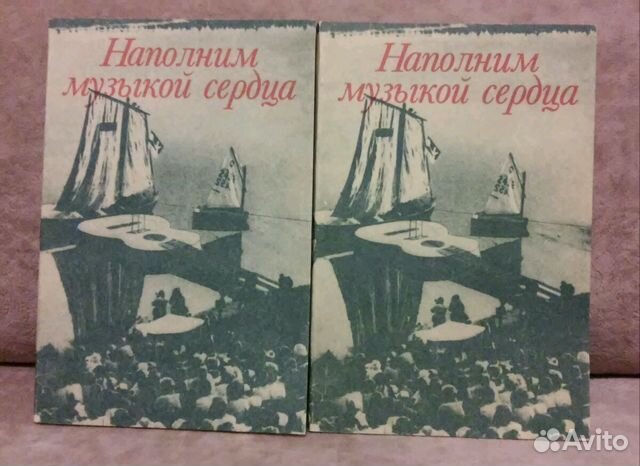 Наполним
музыкой сердца
Наполним
музыкой сердца
Avito